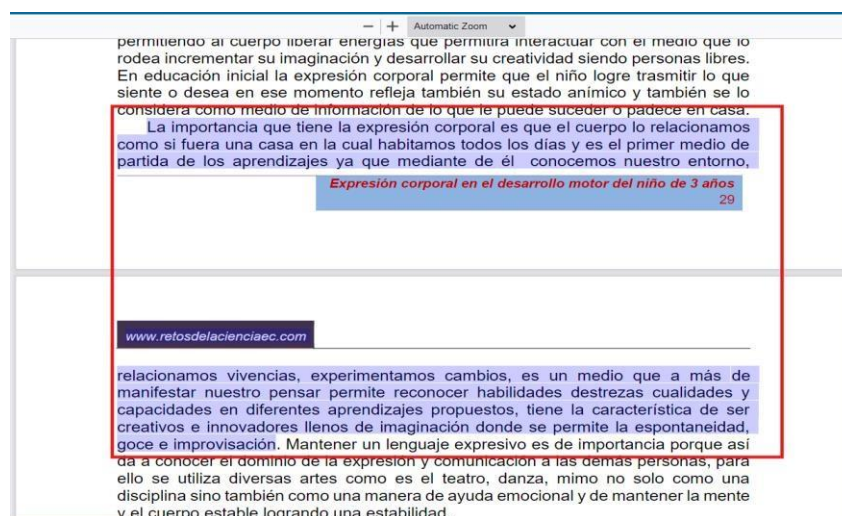 Automatic Zoom
permitiendo al cuerpo liberar energías que permitirá interactuar con el medio que lo
rodea incrementar su imaginación y desarrollar su creatividad siendo personas libres.
En educación inicial la expresión corporal permite que el niño logre trasmitir lo que
siente o desea en ese momento refleja también su estado anímico y también se lo
considera como medio de información de lo que le puede suceder o padece en casa.
La importancia que tiene la expresión corporal es que el cuerpo lo relacionamos
como si fuera una casa en la cual habitamos todos los días y es el primer medio de
partida de los aprendizajes ya que mediante de él conocemos nuestro entorno,
Expresión corporal en el desarrollo motor del niño de 3 años
29
www.retosdelacienciaec.com
relacionamos vivencias, experimentamos cambios, es un medio que a más de
manifestar nuestro pensar permite reconocer habilidades destrezas cualidades y
capacidades en diferentes aprendizajes propuestos, tiene la característica de ser
creativos e innovadores llenos de imaginación donde se permite la espontaneidad,
goce e improvisación. Mantener un lenguaje expresivo es de importancia porque así
da a conocer el dominio de la expresión y comunicación a las demás personas, para
ello se utiliza diversas artes como es el teatro, danza, mimo no solo como una
disciplina sino también como una manera de ayuda emocional y de mantener la mente
y el cuerpo estable logrando una estabilidad.